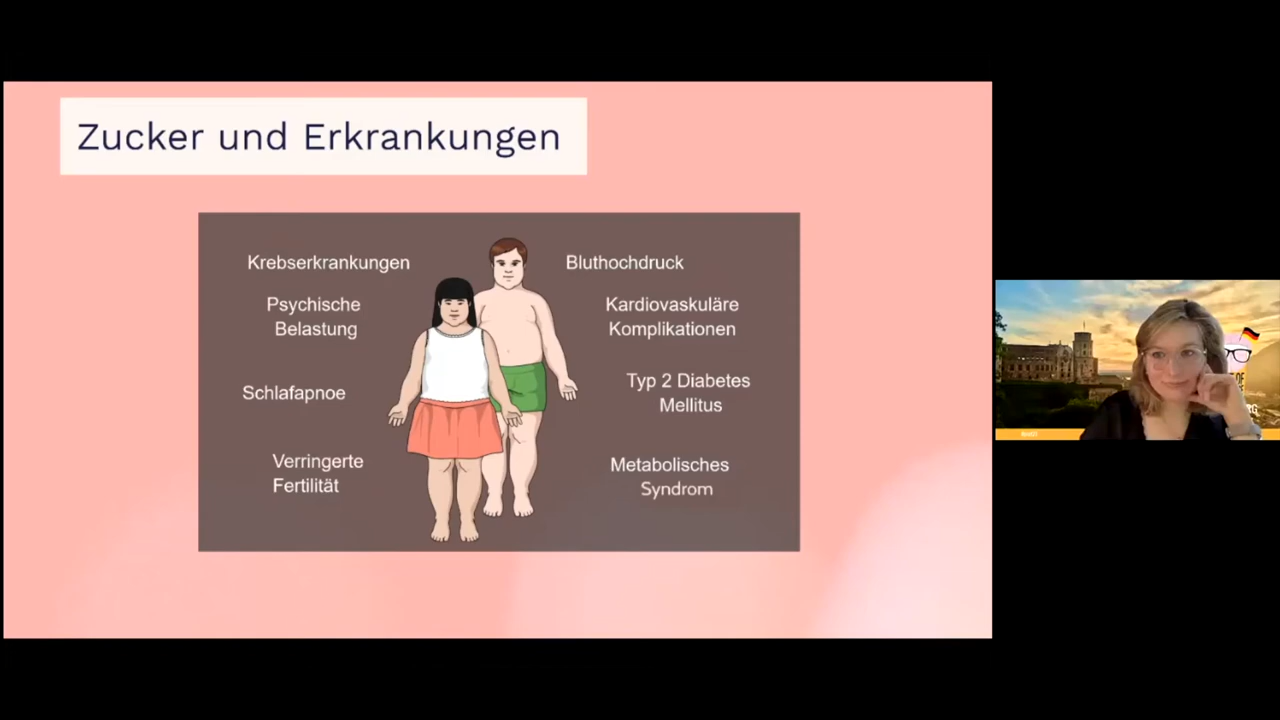 Zucker und Erkrankungen
Krebserkrankungen
Psychische
Belastung
Schlafapnoe
Verringerte
Fertilität
Bluthochdruck
Kardiovaskuläre
Komplikationen
Typ 2 Diabetes
Mellitus
Metabolisches
Syndrom